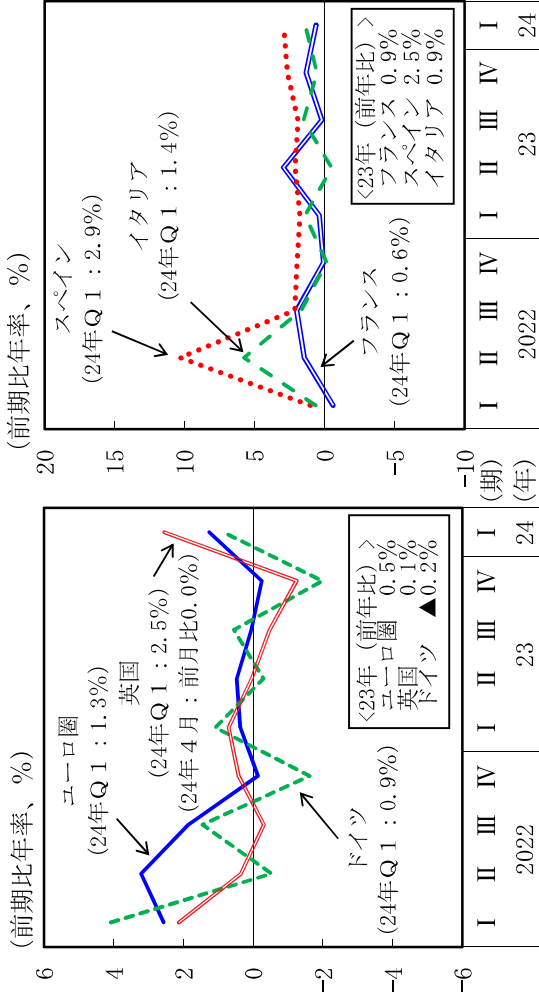 (前期比年率、%)
6
4
2
0
-2
-4
-6
ユーロ圏
(24年Q1:1.3%)
英国
(24年Q1:2.5%)
(24年4月:前月比0.0%)
ドイツ
(24年Q1:0.9%)
<23年 (前年比) >
ユーロ圏 0.5%
英国 0.1%
ドイツ ▲0.2%
Ⅰ Ⅱ Ⅲ Ⅳ Ⅰ Ⅱ Ⅲ Ⅳ Ⅰ
2022 23 24
(前期比年率、%)
20
15
10
5
0
-5
-10
スペイン
(24年Q1:2.9%)
イタリア
(24年Q1:1.4%)
フランス
(24年Q1:0.6%)
<23年 (前年比) >
フランス 0.9%
スペイン 2.5%
イタリア 0.9%
Ⅰ Ⅱ Ⅲ Ⅳ Ⅰ Ⅱ Ⅲ Ⅳ Ⅰ
(期)
2022 23 24
(年)